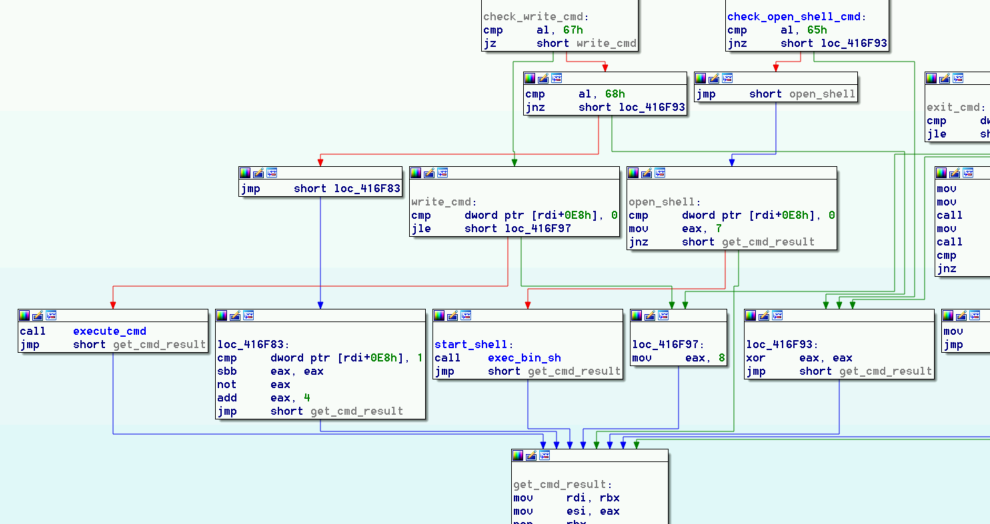 check_write_cmd:
cmp al, 67h
jz short write_cmd
check_open_shell_cmd:
cmp al, 65h
jnz short loc_416F93
cmp al, 68h
jnz short loc_416F93
jmp short open_shell
exit_cmd:
cmp
jle
jmp short loc_416F83
write_cmd:
cmp dword ptr [rdi+0E8h], 0
jle short loc_416F97
open_shell:
cmp dword ptr [rdi+0E8h], 0
mov eax, 7
jnz short get_cmd_result
mov
mov
call
mov
call
cmp
jnz
call execute_cmd
jmp short get_cmd_result
loc_416F83:
cmp dword ptr [rdi+0E8h], 1
sbb eax, eax
not eax
add eax, 4
jmp short get_cmd_result
start_shell:
call exec_bin_sh
jmp short get_cmd_result
loc_416F97:
mov eax, 8
loc_416F93:
xor eax, eax
jmp short get_cmd_result
mov
jmp
get_cmd_result:
mov rdi, rbx
mov esi, eax